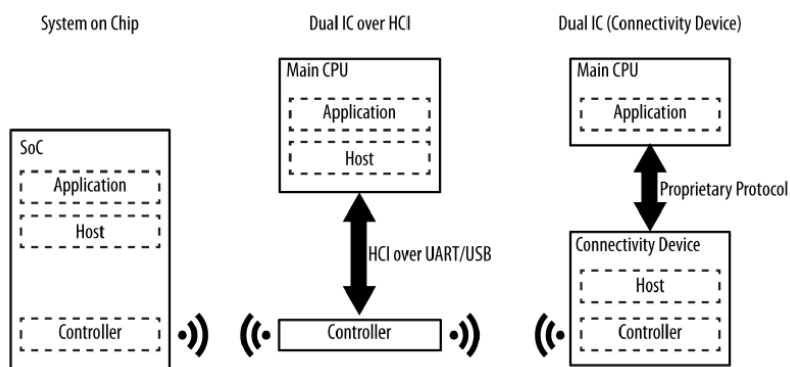 System on Chip
Dual IC over HCI
Dual IC (Connectivity Device)
SoC
Application
Host
Controller
Main CPU
Application
Host
HCI over UART/USB
Controller
Main CPU
Application
Proprietary Protocol
Connectivity Device
Host
Controller